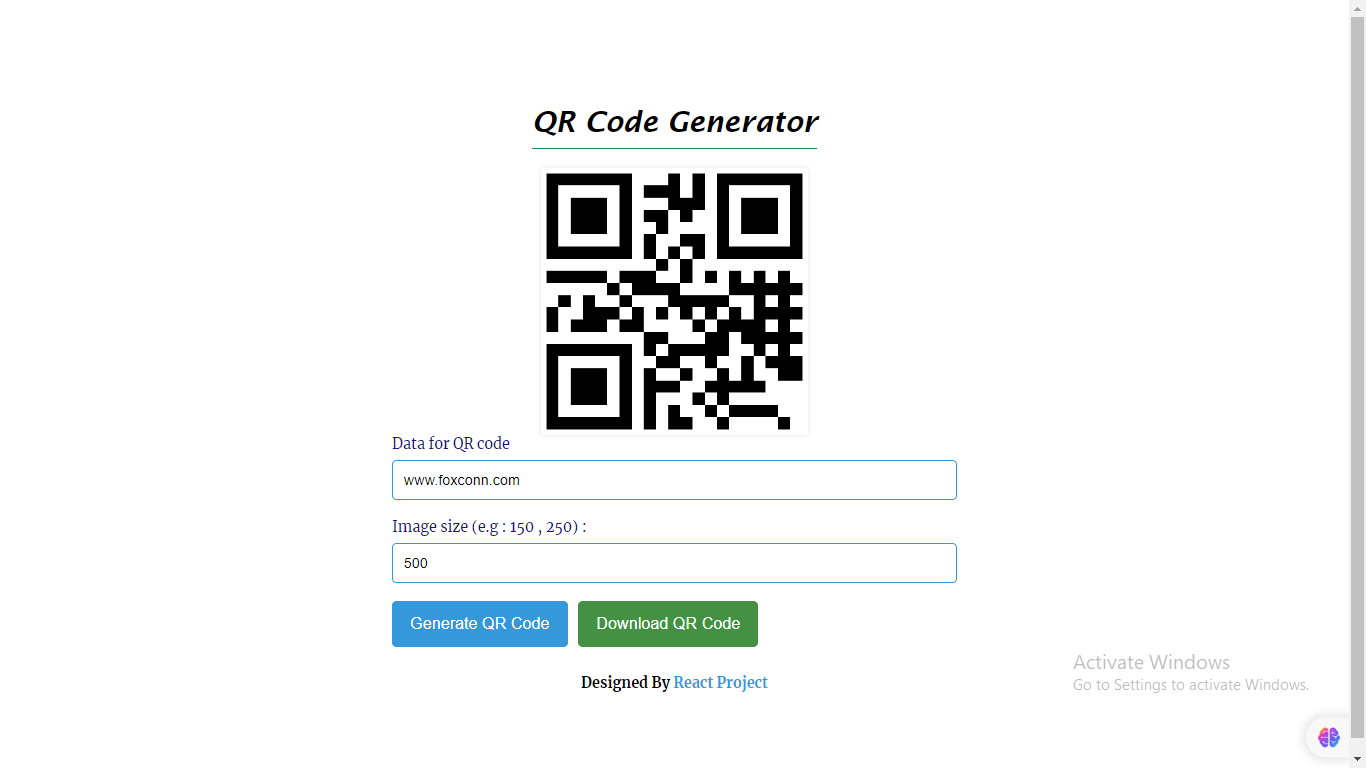 QR Code Generator
Data for QR code
www.foxconn.com
Image size (e.g : 150 , 250) :
500
Generate QR Code
Download QR Code
Designed By React Project
Activate Windows
Go to Settings to activate Windows.